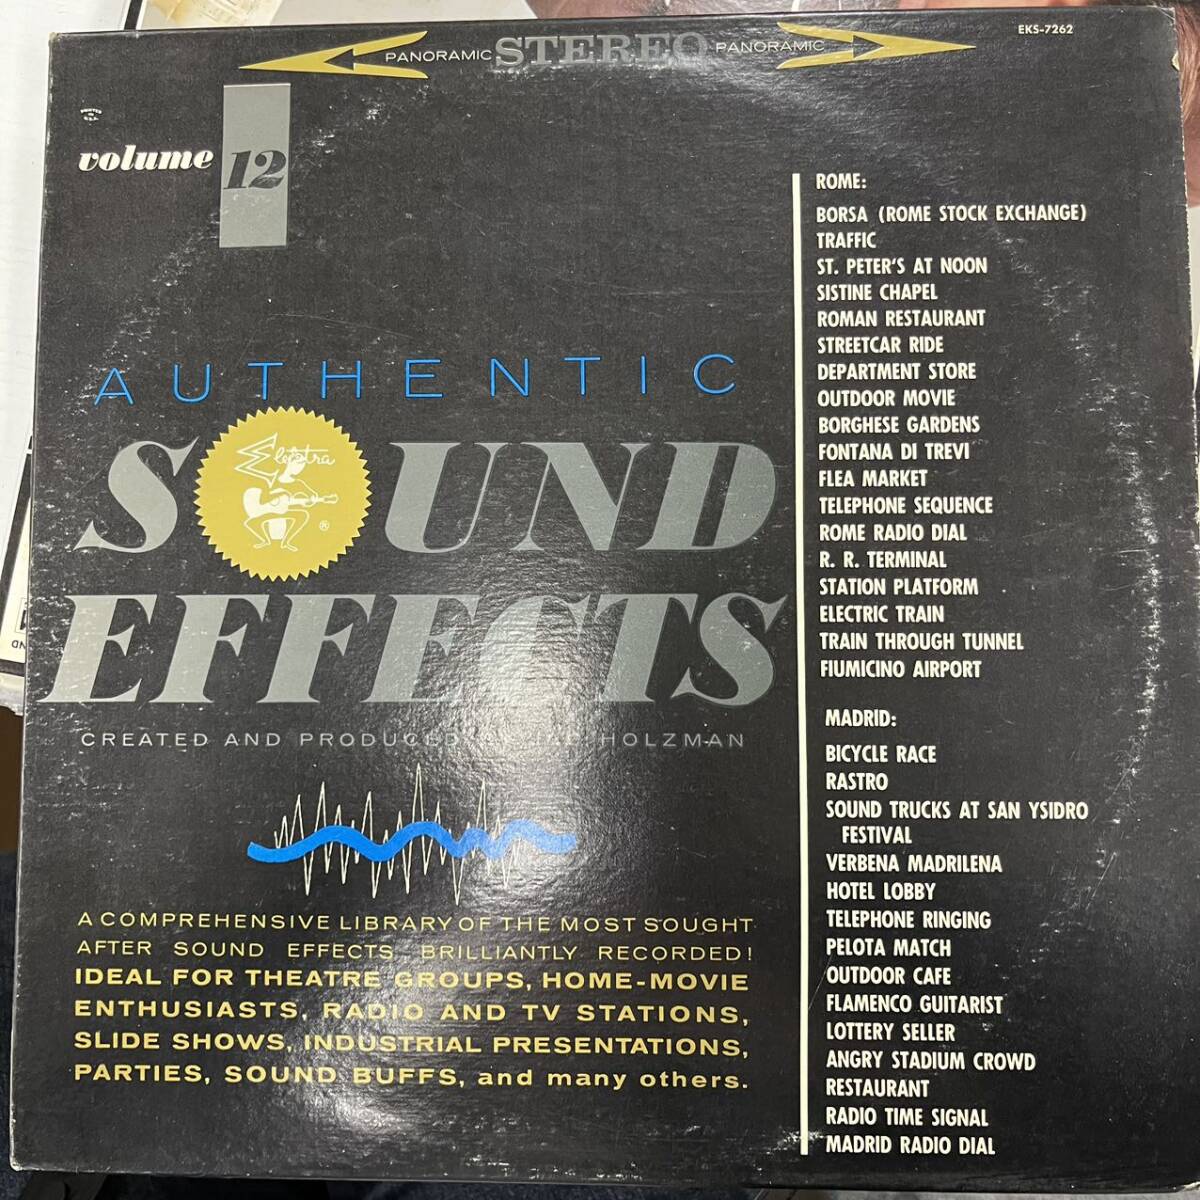 PANORAMIC STEREO PANORAMIC
EKS-7262
PRINTED
IN
U.S.A.
volume 12
AUTHENTIC
SOUND
Elektra
®
EFFECTS
CREATED AND PRODUCED HOLZMAN
A COMPREHENSIVE LIBRARY OF THE MOST SOUGHT
AFTER SOUND EFFECTS BRILLIANTLY RECORDED!
IDEAL FOR THEATRE GROUPS, HOME-MOVIE
ENTHUSIASTS, RADIO AND TV STATIONS,
SLIDE SHOWS, INDUSTRIAL PRESENTATIONS,
PARTIES, SOUND BUFFS, and many others.
ROME:
BORSA (ROME STOCK EXCHANGE)
TRAFFIC
ST. PETER'S AT NOON
SISTINE CHAPEL
ROMAN RESTAURANT
STREETCAR RIDE
DEPARTMENT STORE
OUTDOOR MOVIE
BORGHESE GARDENS
FONTANA DI TREVI
FLEA MARKET
TELEPHONE SEQUENCE
ROME RADIO DIAL
R. R. TERMINAL
STATION PLATFORM
ELECTRIC TRAIN
TRAIN THROUGH TUNNEL
FIUMICINO AIRPORT
MADRID:
BICYCLE RACE
RASTRO
SOUND TRUCKS AT SAN YSIDRO
FESTIVAL
VERBENA MADRILENA
HOTEL LOBBY
TELEPHONE RINGING
PELOTA MATCH
OUTDOOR CAFE
FLAMENCO GUITARIST
LOTTERY SELLER
ANGRY STADIUM CROWD
RESTAURANT
RADIO TIME SIGNAL
MADRID RADIO DIAL